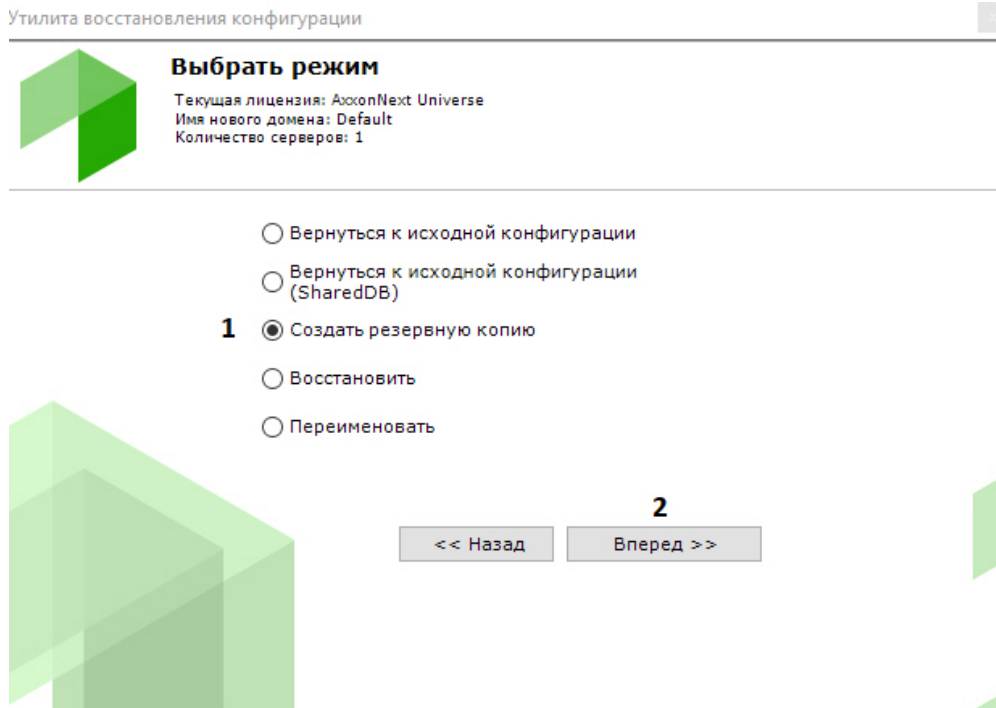 Утилита восстановления конфигурации
Выбрать режим
Текущая лицензия: AxxonNext Universe
Имя нового домена: Default
Количество серверов: 1
Вернуться к исходной конфигурации
Вернуться к исходной конфигурации
(SharedDB)
1 Создать резервную копию
Восстановить
Переименовать
2
<< Назад Вперед >>